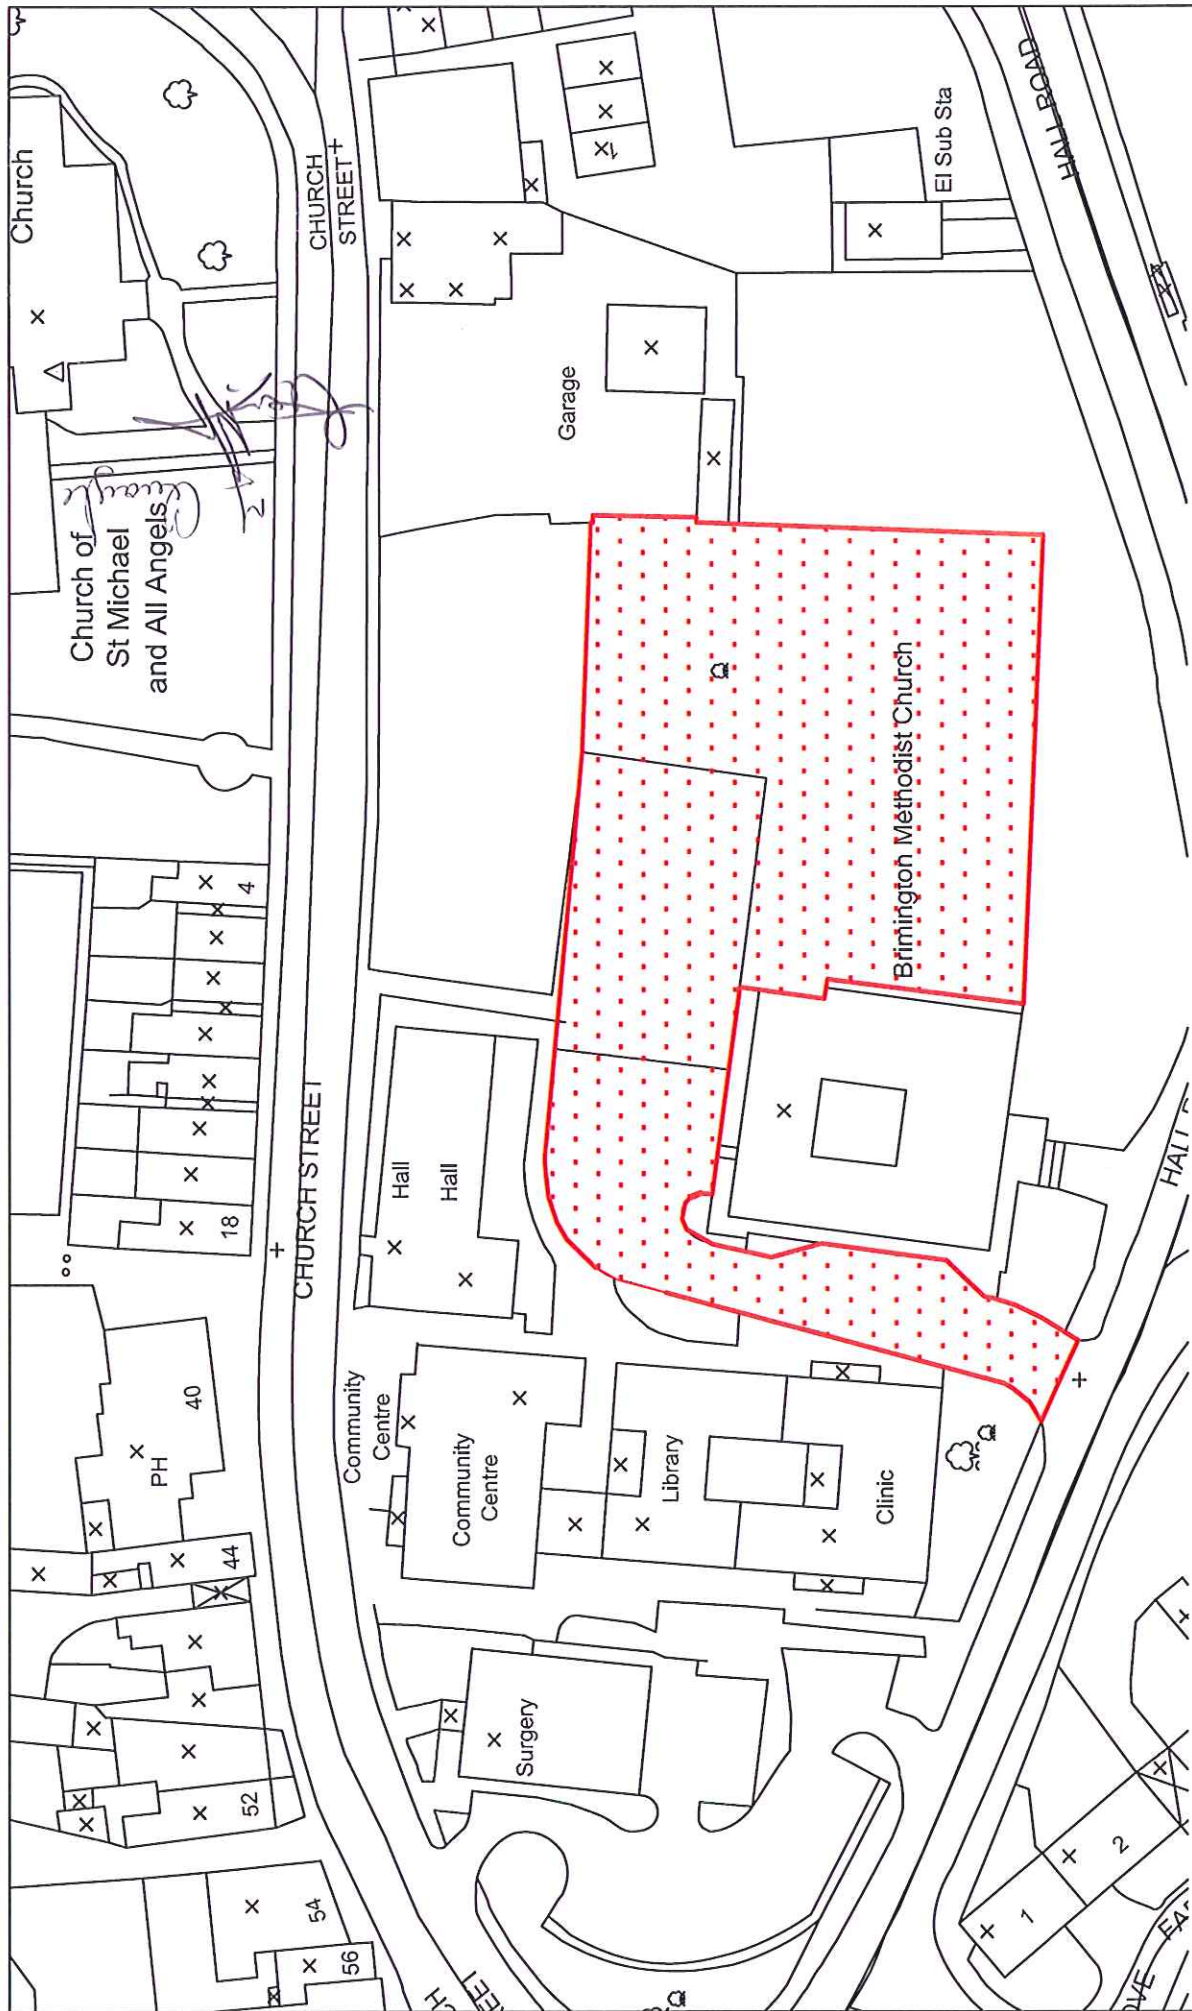 Church
Church of
St Michael
and All Angels
CHURCH
STREET
4
18
CHURCH STREET
40
PH
44
52
54
56
1
El Sub Sta
HALL ROAD
Garage
Brimington Methodist Church
Hall
Hall
Community
Centre
Community
Centre
Library
Clinic
Surgery
HALL
1
2